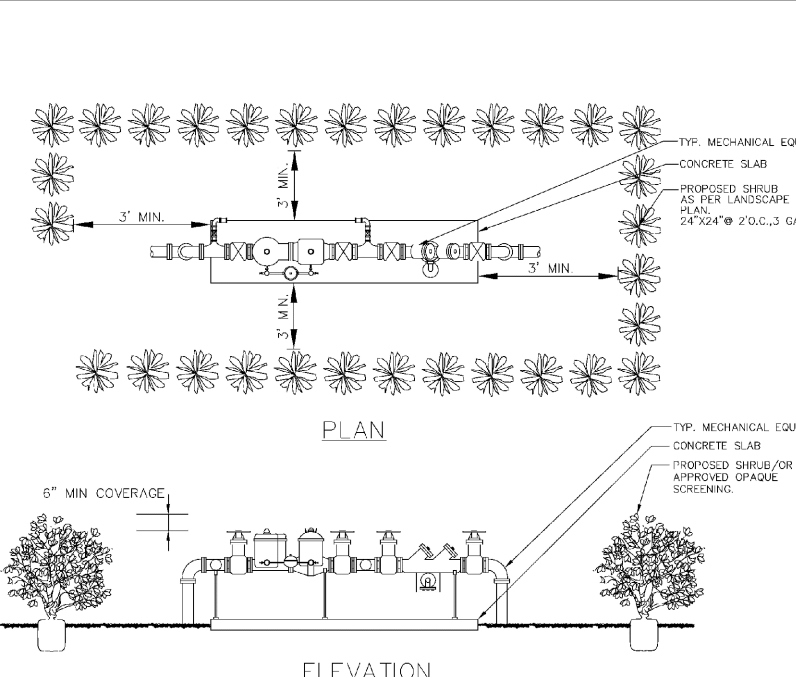 TYP. MECHANICAL EQU
CONCRETE SLAB
3' MIN.
PROPOSED SHRUB
AS PER LANDSCAPE
PLAN.
24"X24"@ 2'O.C.,3 GA
3' MIN.
3' MIN.
3' M N.
PLAN
TYP. MECHANICAL EQU
CONCRETE SLAB
PROPOSED SHRUB/OR
APPROVED OPAQUE
SCREENING.
6" MIN COVERAGE
ELEVATION